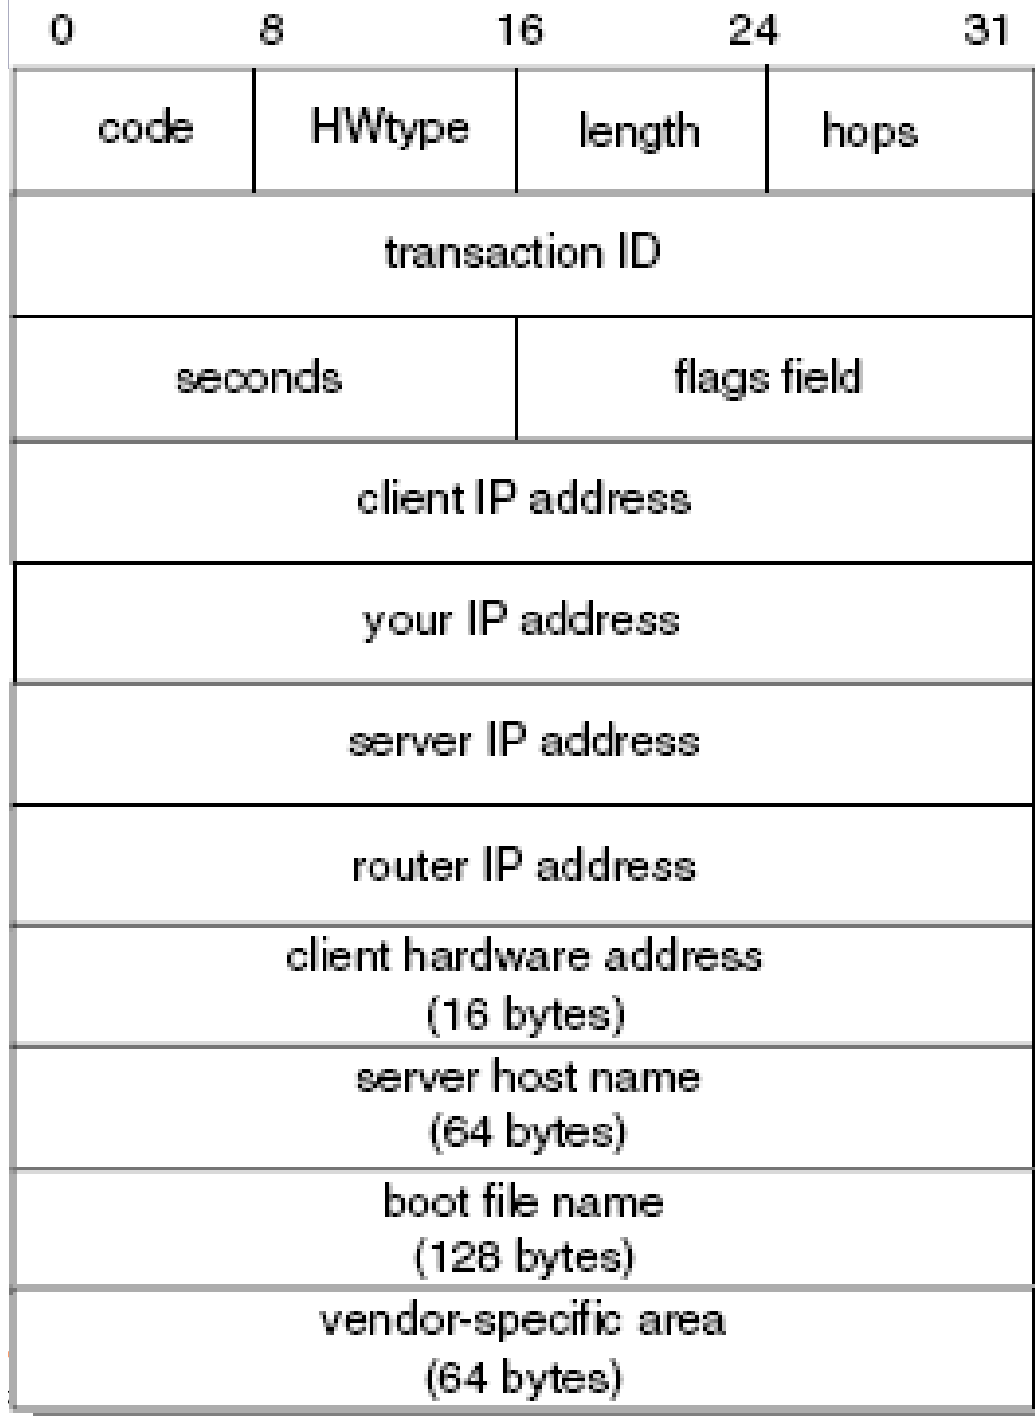 0 8 16 24 31
code HWtype length hops
transaction ID
seconds flags field
client IP address
your IP address
server IP address
router IP address
client hardware address
(16 bytes)
server host name
(64 bytes)
boot file name
(128 bytes)
vendor-specific area
(64 bytes)